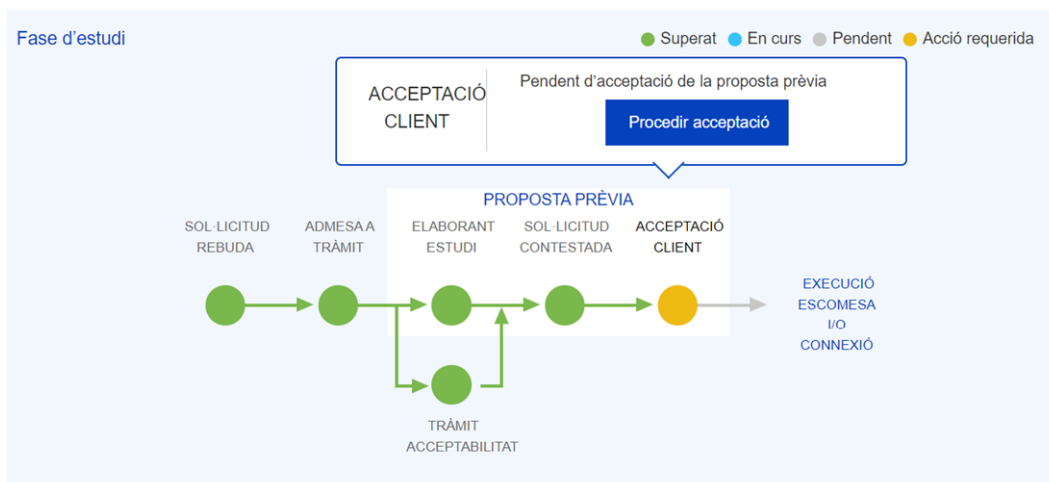 Fase d'estudi
Superat
En curs
Pendent
Acció requerida
ACCEPTACIÓ
CLIENT
Pendent d'acceptació de la proposta prèvia
Procedir acceptació
PROPOSTA PRÈVIA
SOL·LICITUD
REBUDA
ADMESA A
TRÀMIT
ELABORANT
ESTUDI
SOL·LICITUD
CONTESTADA
ACCEPTACIÓ
CLIENT
EXECUCIÓ
ESCOMESA
I/O
CONNEXIÓ
TRÀMIT
ACCEPTABILITAT